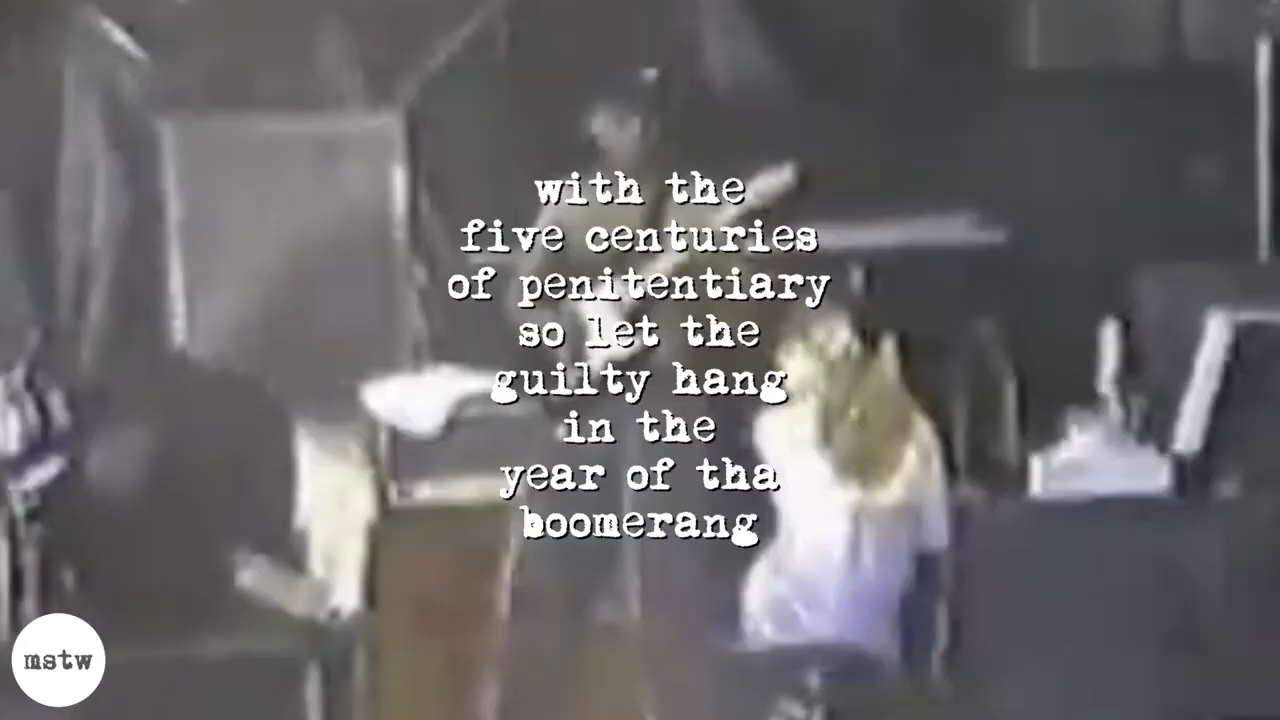 with the
five centuries
of penitentiary
so let the
guilty hang
in the
year of tha
boomerang
mstw